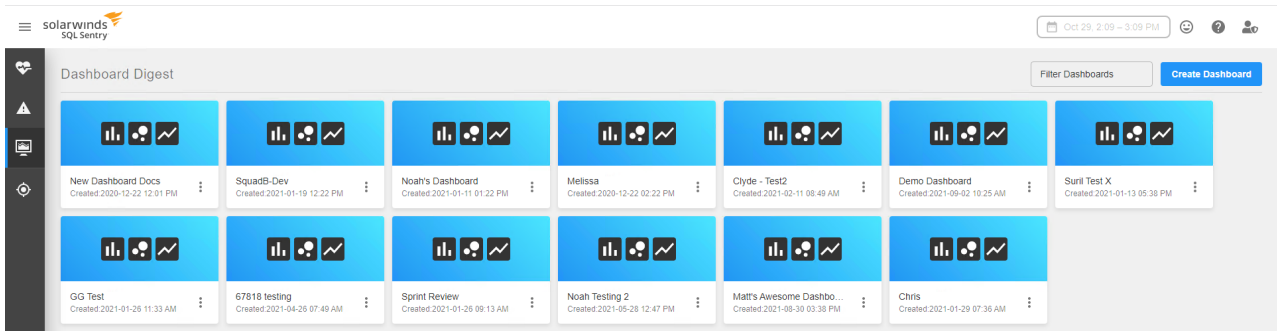 solarwinds
SQL Sentry
Oct 29, 2:09 – 3:09 PM
Dashboard Digest
Filter Dashboards
Create Dashboard
New Dashboard Docs
Created:2020-12-22 12:01 PM
SquadB-Dev
Created:2021-01-19 12:22 PM
Noah's Dashboard
Created:2021-01-11 01:22 PM
Melissa
Created:2020-12-22 02:22 PM
Clyde - Test2
Created:2021-02-11 08:49 AM
Demo Dashboard
Created:2021-09-02 10:25 AM
Suril Test X
Created:2021-01-13 05:38 PM
GG Test
Created:2021-01-26 11:33 AM
67818 testing
Created:2021-04-26 07:49 AM
Sprint Review
Created:2021-01-26 09:13 AM
Noah Testing 2
Created:2021-05-28 12:47 PM
Matt's Awesome Dashbo...
Created:2021-08-30 03:38 PM
Chris
Created:2021-01-29 07:36 AM